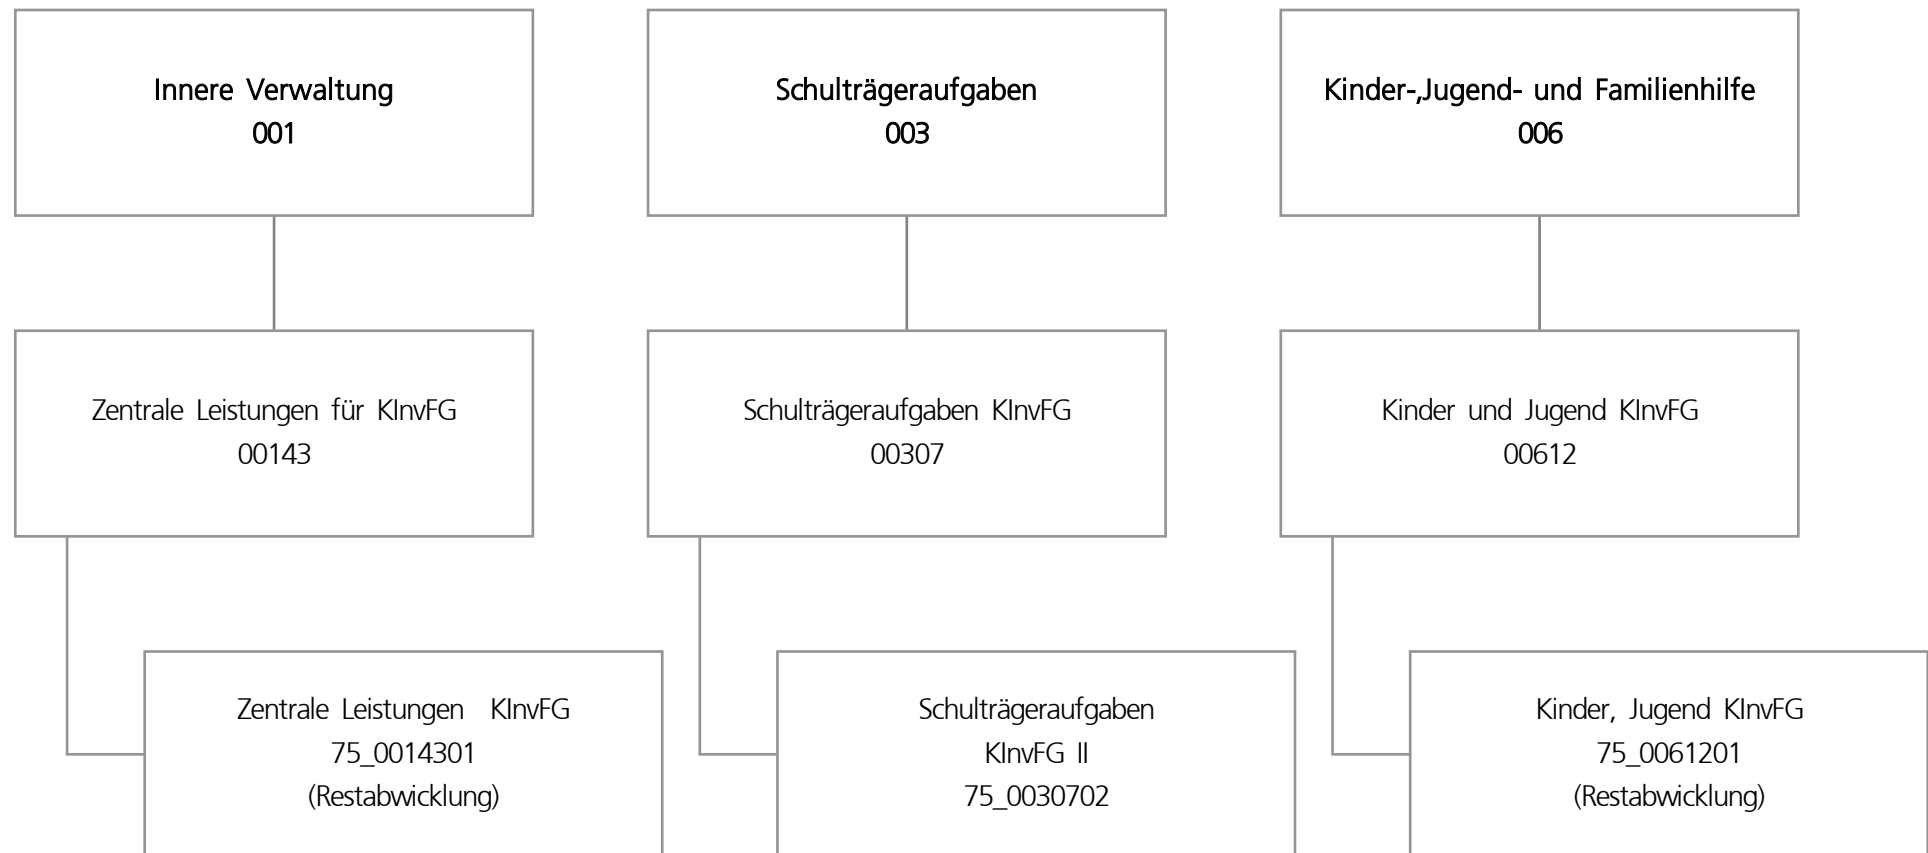 Innere Verwaltung
001
Schulträgeraufgaben
003
Kinder-,Jugend- und Familienhilfe
006
Zentrale Leistungen für KInvFG
00143
Schulträgeraufgaben KInvFG
00307
Kinder und Jugend KInvFG
00612
Zentrale Leistungen KInvFG
75_0014301
(Restabwicklung)
Schulträgeraufgaben
KInvFG II
75_0030702
Kinder, Jugend KInvFG
75_0061201
(Restabwicklung)